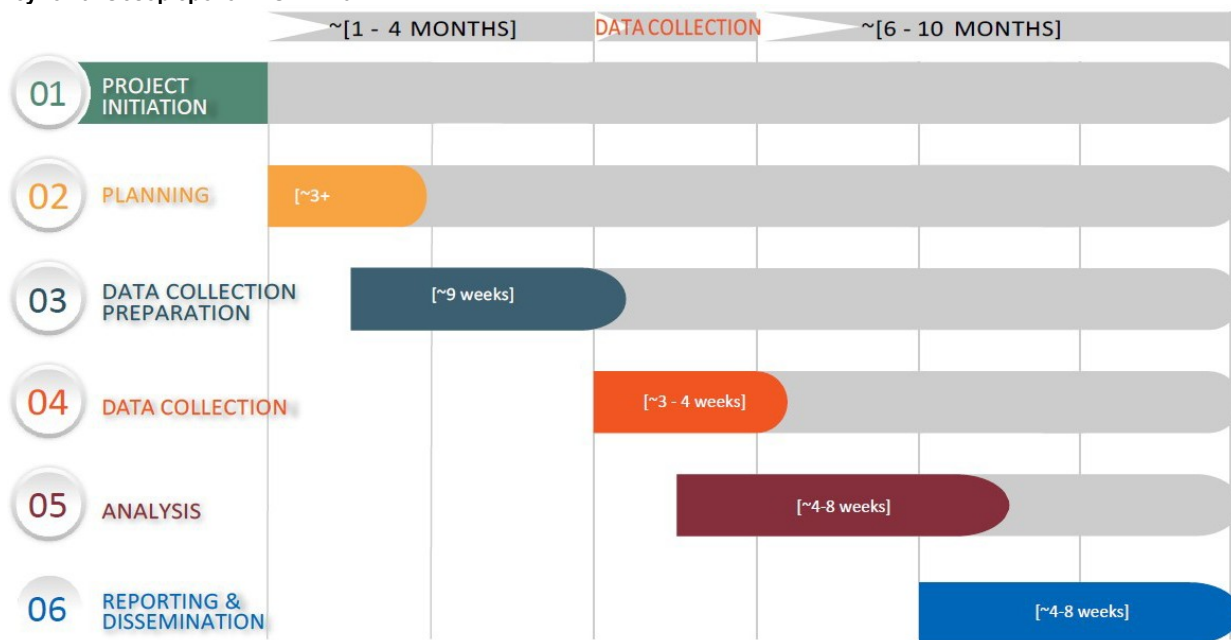 ~[1 - 4 MONTHS]
DATA COLLECTION
~[6 - 10 MONTHS]
01
PROJECT
INITIATION
02
PLANNING
[~3+
03
DATA COLLECTION
PREPARATION
[~9 weeks]
04
DATA COLLECTION
[~3 - 4 weeks]
05
ANALYSIS
[~4-8 weeks]
06
REPORTING &
DISSEMINATION
[~4-8 weeks]